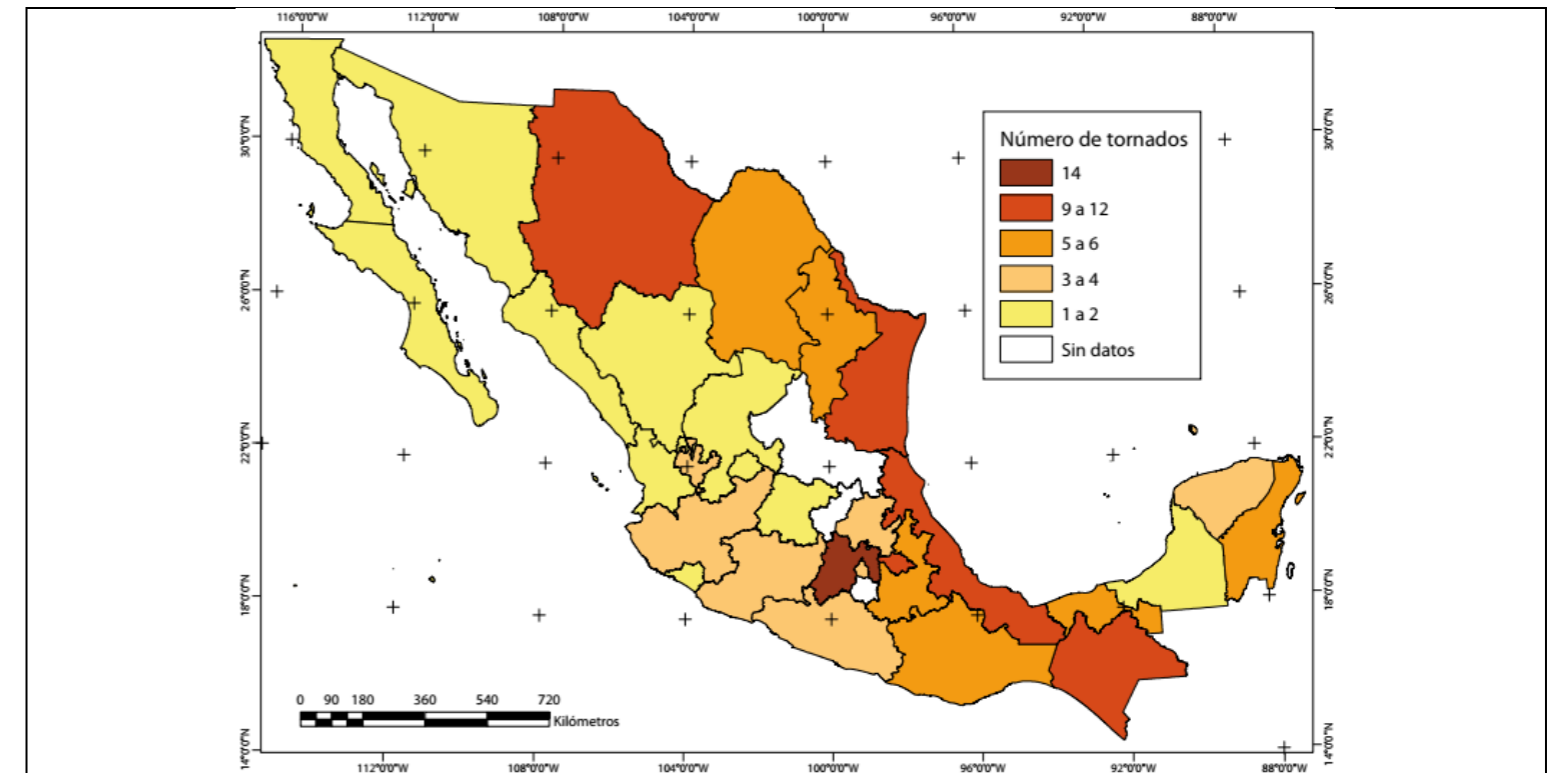 116°0'0"W 112°0'0"W 108°0'0"W 104°0'0"W 100°0'0"W 96°0'0"W 92°0'0"W 88°0'0"W
30°0'0"N
26°0'0"N
22°0'0"N
18°0'0"N
14°0'0"N
Número de tornados
14
9 a 12
5 a 6
3 a 4
1 a 2
Sin datos
30°0'0"N
26°0'0"N
22°0'0"N
18°0'0"N
14°0'0"N
0 90 180 360 540 720
Kilómetros
112°0'0"W 108°0'0"W 104°0'0"W 100°0'0"W 96°0'0"W 92°0'0"W 88°0'0"W